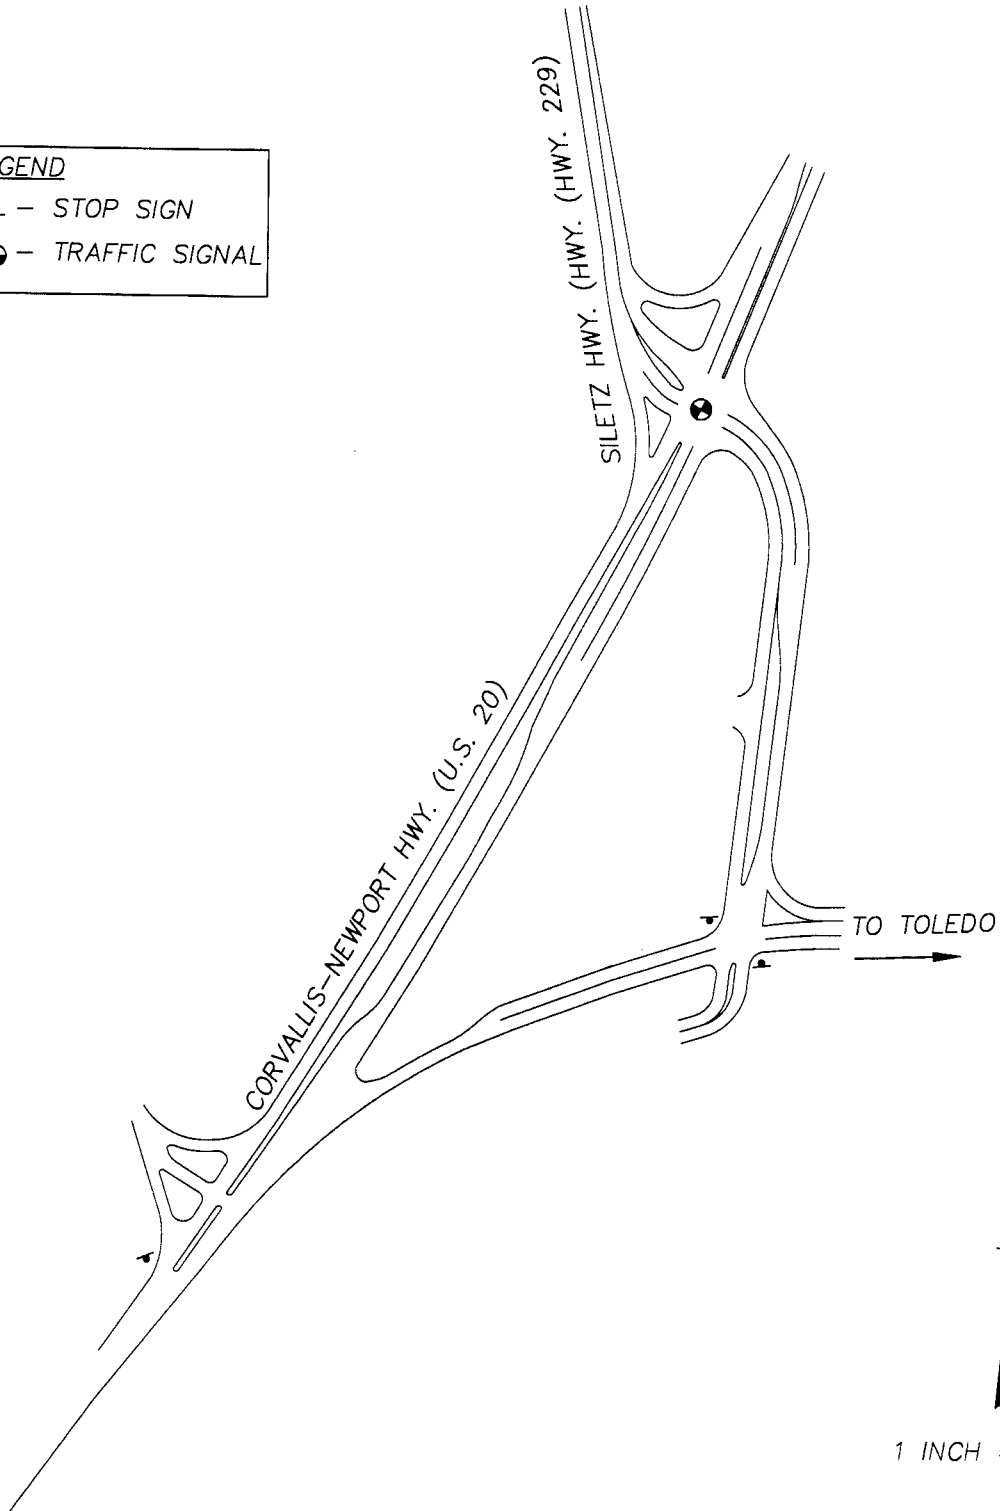 SILETZ HWY. (HWY. 229)
GEND
– STOP SIGN
– TRAFFIC SIGNAL
CORVALLIS–NEWPORT HWY. (U.S. 20)
TO TOLEDO
1 INCH